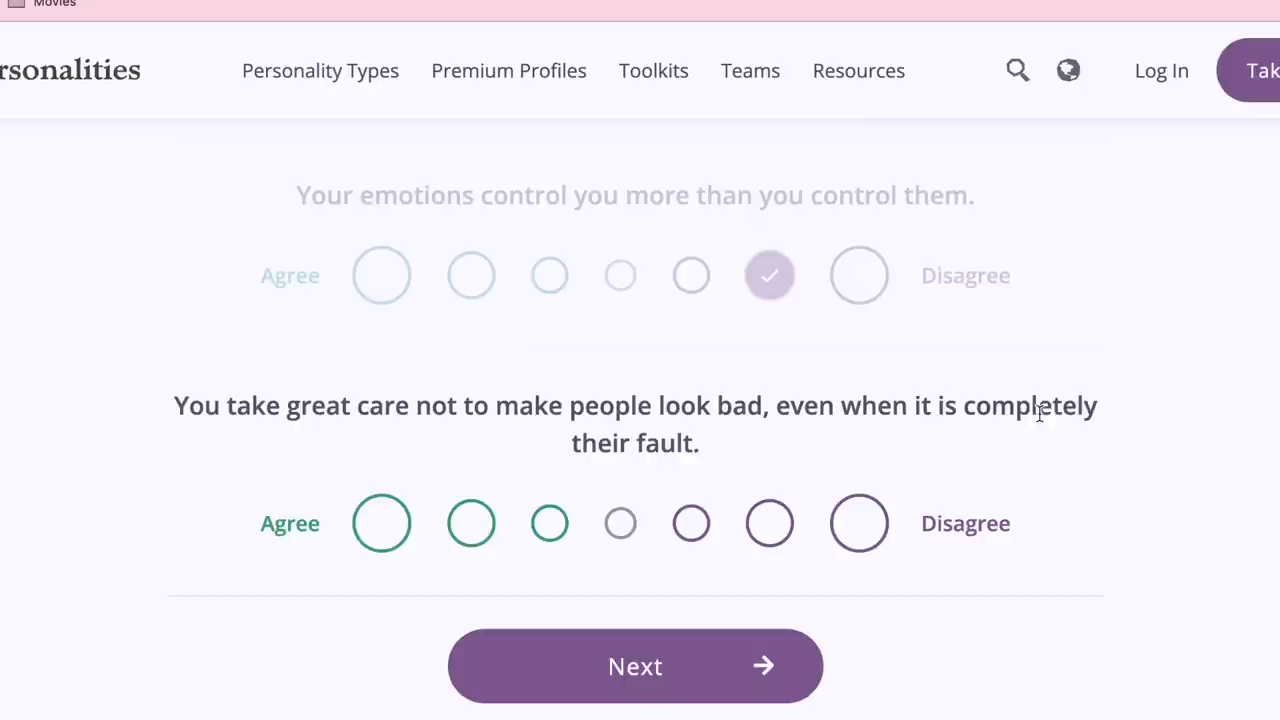 Movies
rsonalities Personality Types Premium Profiles Toolkits Teams Resources Log In Tak
Your emotions control you more than you control them.
Agree Disagree
You take great care not to make people look bad, even when it is completely
their fault.
Agree Disagree
Next